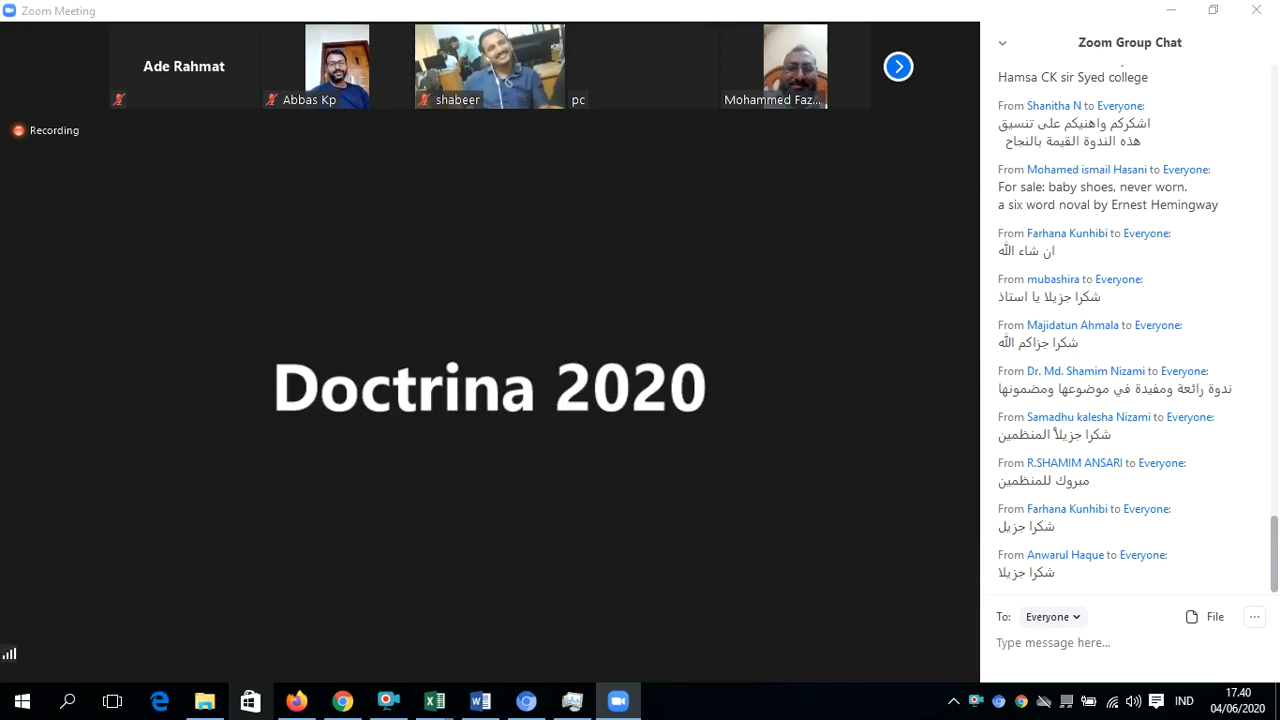 Zoom Meeting
Ade Rahmat
Abbas Kp
shabeer
pc
Mohammed Faz...
Recording
Doctrina 2020
Zoom Group Chat
Hamsa CK sir Syed college
From Shanitha N to Everyone:
اشكركم واهنيكم على تنسيق
هذه الندوة القيمة بالنجاح
From Mohamed ismail Hasani to Everyone:
For sale: baby shoes, never worn.
a six word noval by Ernest Hemingway
From Farhana Kunhibi to Everyone:
ان شاء الله
From mubashira to Everyone:
شكرا جزيلا يا استاذ
From Majidatun Ahmala to Everyone:
شكرا جزاكم الله
From Dr. Md. Shamim Nizami to Everyone:
ندوة رائعة ومفيدة في موضوعها ومضمونها
From Samadhu kalesha Nizami to Everyone:
شكرا جزيلاً المنظمين
From R.SHAMIM ANSARI to Everyone:
مبروك للمنظمين
From Farhana Kunhibi to Everyone:
شكرا جزيل
From Anwarul Haque to Everyone:
شكرا جزيلا
To: Everyone
File
Type message here...
IND
17.40
04/06/2020